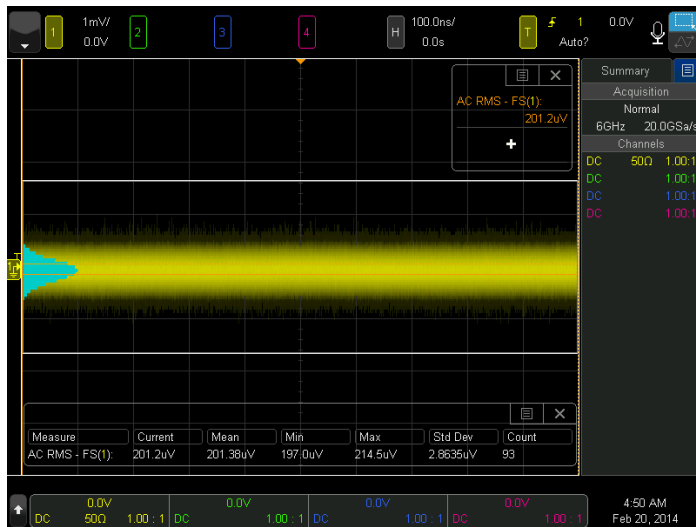 1 1mV/ 2 3 4 H 100.0ns/ T 1 0.0V
0.0V 0.0s Auto?
Summary
Acquisition
Normal
6GHz 20.0GSa/s
Channels
DC 50Ω 1.00:1
DC 1.00:1
DC 1.00:1
DC 1.00:1
AC RMS - FS(1):
201.2uV
T
1
Measure Current Mean Min Max Std Dev Count
AC RMS - FS(1): 201.2uV 201.38uV 197.0uV 214.5uV 2.8635uV 93
0.0V 0.0V 0.0V 0.0V
DC 50Ω 1.00 : 1 DC 1.00 : 1 DC 1.00 : 1 DC 1.00 : 1
4:50 AM
Feb 20, 2014